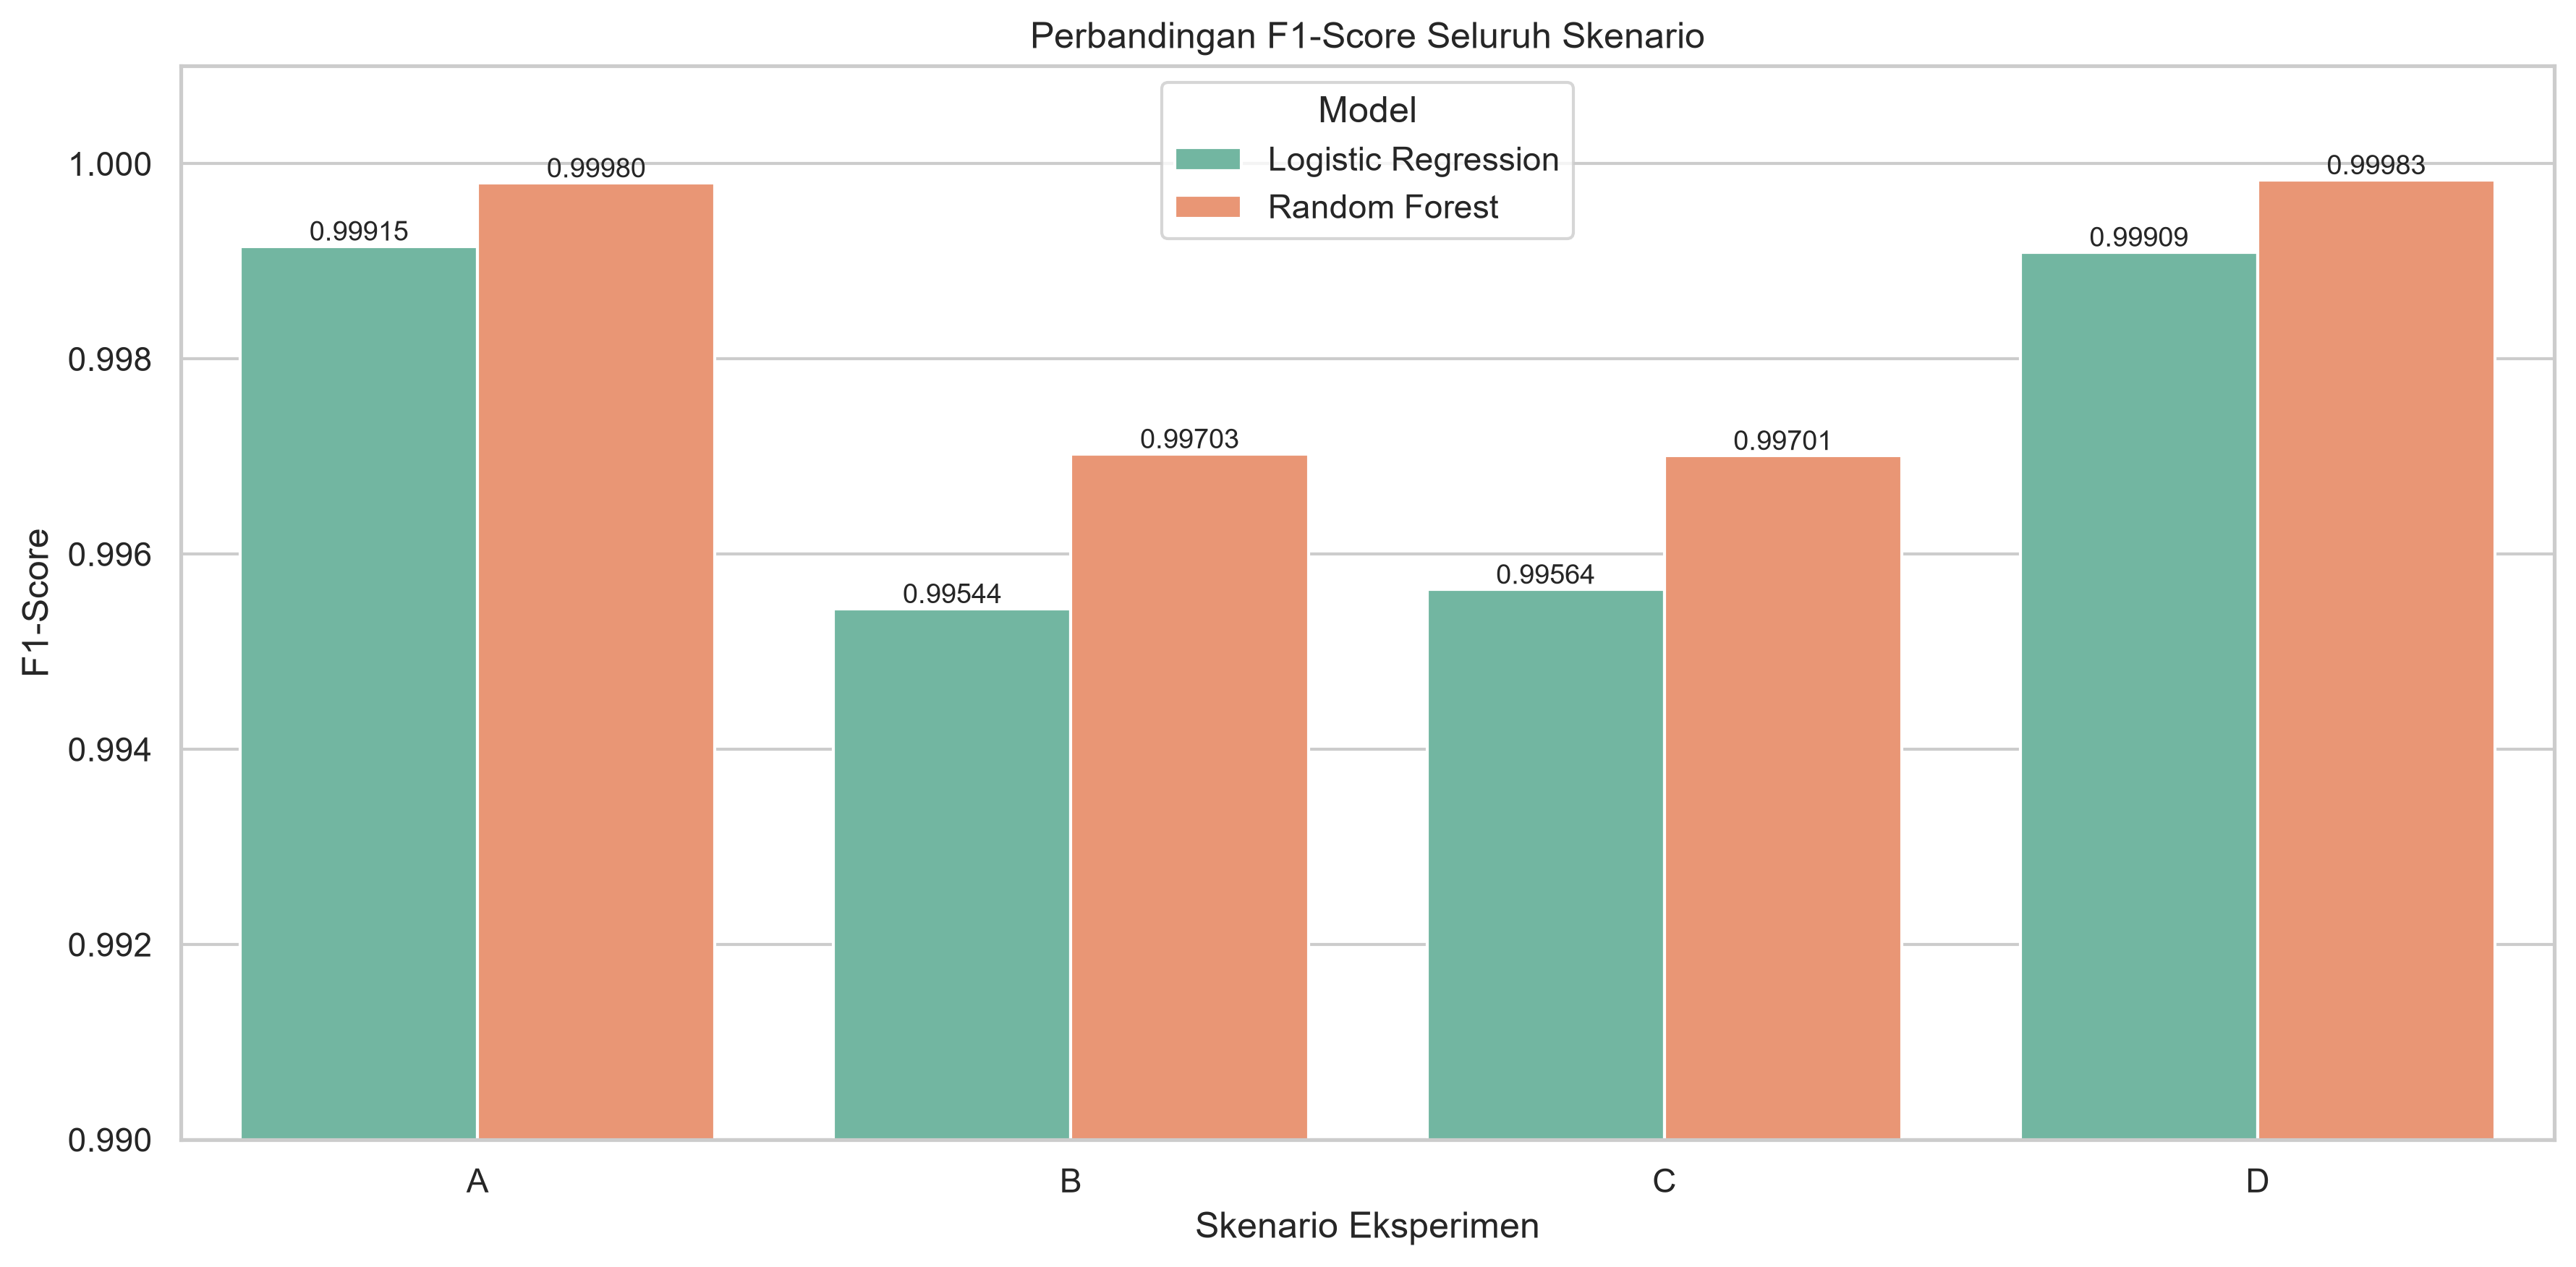 Perbandingan F1-Score Seluruh Skenario
Model
Logistic Regression
Random Forest
F1-Score
1.000
0.998
0.996
0.994
0.992
0.990
0.99915
0.99980
0.99544
0.99703
0.99564
0.99701
0.99909
0.99983
A
B
C
D
Skenario Eksperimen